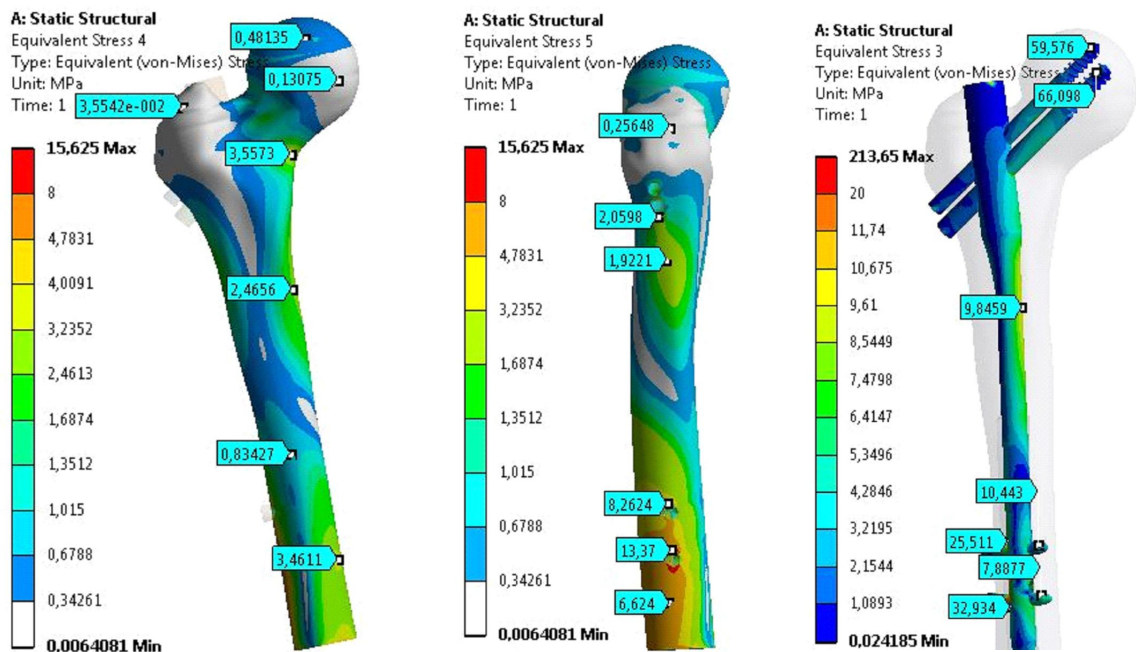 A: Static Structural
Equivalent Stress 4
Type: Equivalent (von-Mises) Stress
Unit: MPa
Time: 1
15,625 Max
8
4,7831
4,0091
3,2352
2,4613
1,6874
1,3512
1,015
0,6788
0,34261
0,0064081 Min
0,48135
0,13075
3,5542e-002
3,5573
2,4656
0,83427
3,4611
A: Static Structural
Equivalent Stress 5
Type: Equivalent (von-Mises) Stress
Unit: MPa
Time: 1
15,625 Max
8
4,7831
3,2352
1,6874
1,3512
1,015
0,6788
0,34261
0,0064081 Min
0,25648
2,0598
1,9221
8,2624
13,37
6,624
A: Static Structural
Equivalent Stress 3
Type: Equivalent (von-Mises) Stress
Unit: MPa
Time: 1
213,65 Max
20
11,74
10,675
9,61
8,5449
7,4798
6,4147
5,3496
4,2846
3,2195
2,1544
1,0893
0,024185 Min
59,576
66,098
9,8459
10,443
25,511
7,8877
32,934